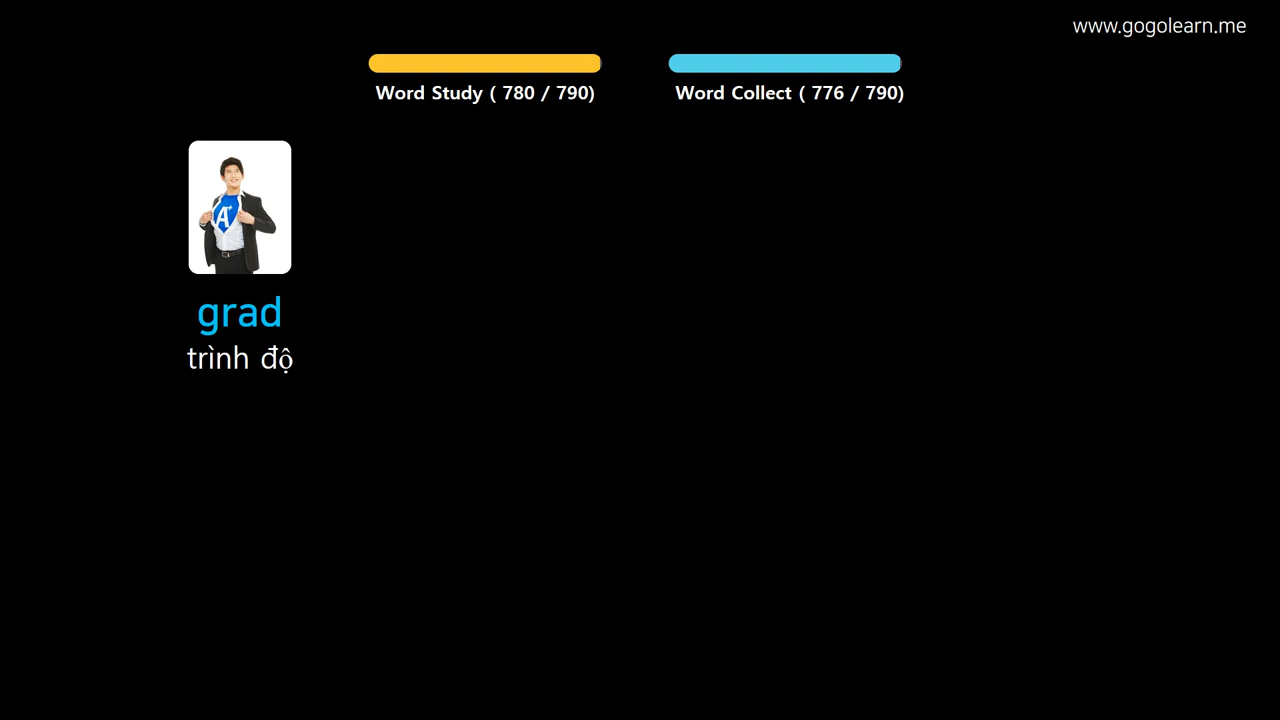 www.gogolearn.me
Word Study ( 780 / 790)
Word Collect ( 776 / 790)
A+
grad
trình độ